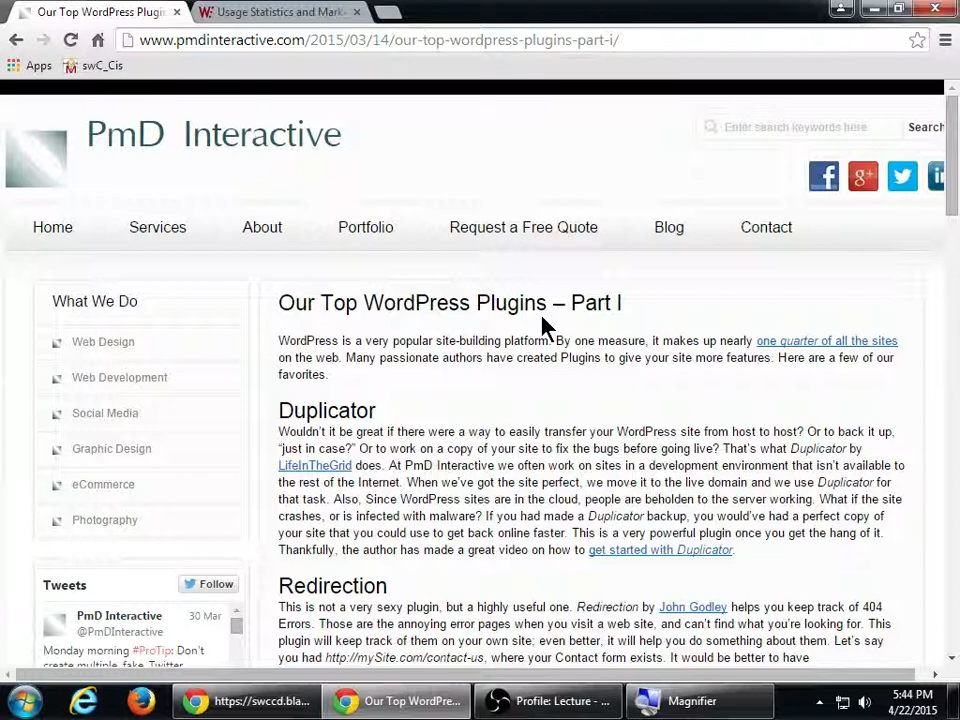 Our Top WordPress Plugin
Usage Statistics and Mark
www.pmdinteractive.com/2015/03/14/our-top-wordpress-plugins-part-i/
Apps
swC_Cis
PmD Interactive
Enter search keywords here
Search
Home
Services
About
Portfolio
Request a Free Quote
Blog
Contact
What We Do
Web Design
Web Development
Social Media
Graphic Design
eCommerce
Photography
Tweets
Follow
PmD Interactive
30 Mar
@PmDInteractive
Monday morning #ProTip: Don't
create multiple, fake, Twitter
Our Top WordPress Plugins – Part I
WordPress is a very popular site-building platform. By one measure, it makes up nearly one quarter of all the sites
on the web. Many passionate authors have created Plugins to give your site more features. Here are a few of our
favorites.
Duplicator
Wouldn't it be great if there were a way to easily transfer your WordPress site from host to host? Or to back it up,
"just in case?" Or to work on a copy of your site to fix the bugs before going live? That's what Duplicator by
LifeInTheGrid does. At PmD Interactive we often work on sites in a development environment that isn't available to
the rest of the Internet. When we've got the site perfect, we move it to the live domain and we use Duplicator for
that task. Also, Since WordPress sites are in the cloud, people are beholden to the server working. What if the site
crashes, or is infected with malware? If you had made a Duplicator backup, you would've had a perfect copy of
your site that you could use to get back online faster. This is a very powerful plugin once you get the hang of it.
Thankfully, the author has made a great video on how to get started with Duplicator.
Redirection
This is not a very sexy plugin, but a highly useful one. Redirection by John Godley helps you keep track of 404
Errors. Those are the annoying error pages when you visit a web site, and can't find what you're looking for. This
plugin will keep track of them on your own site; even better, it will help you do something about them. Let's say
you had http://mySite.com/contact-us, where your Contact form exists. It would be better to have
https://swccd.bla...
Our Top WordPre...
Profile: Lecture - ...
Magnifier
5:44 PM
4/22/2015